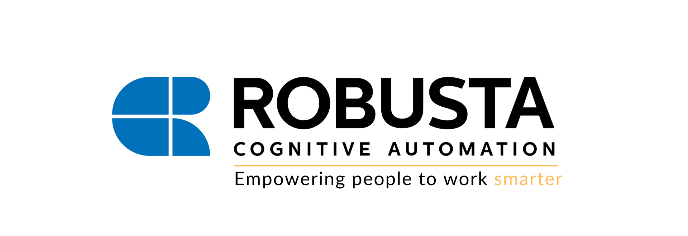 ROBUSTA
COGNITIVE AUTOMATION
Empowering people to work smarter